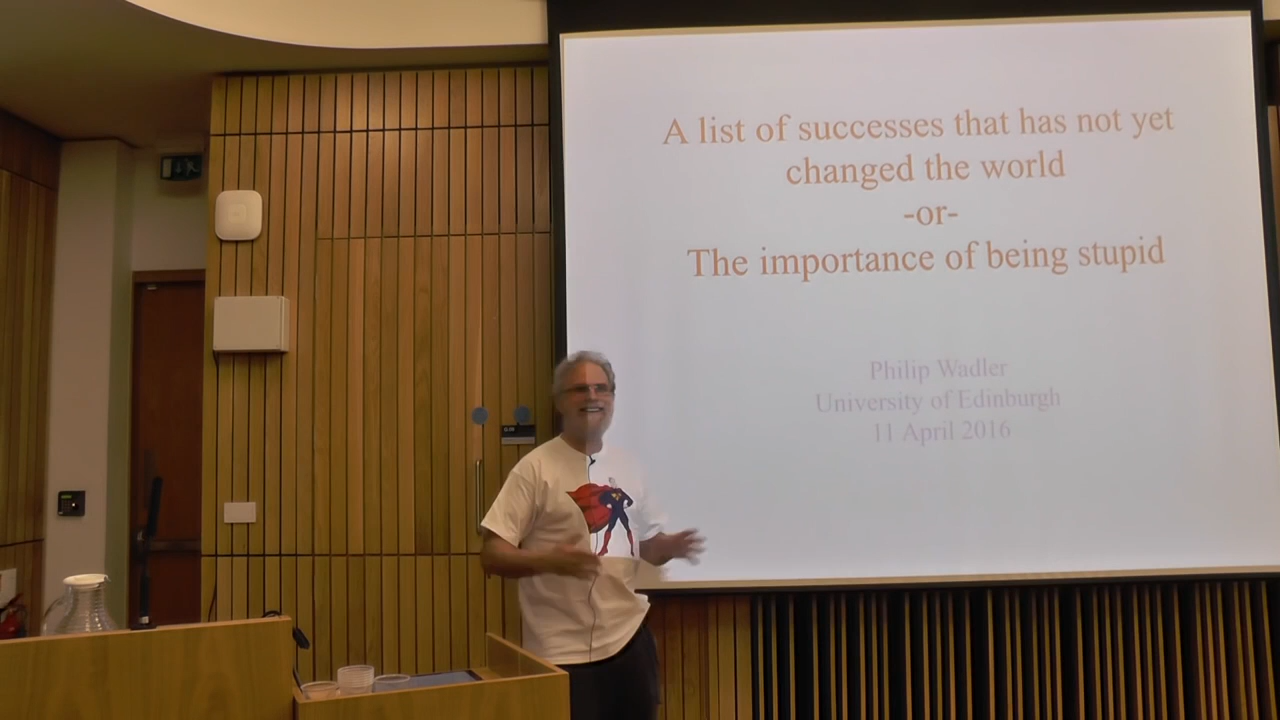 A list of successes that has not yet
changed the world
-or-
The importance of being stupid
Philip Wadler
University of Edinburgh
11 April 2016